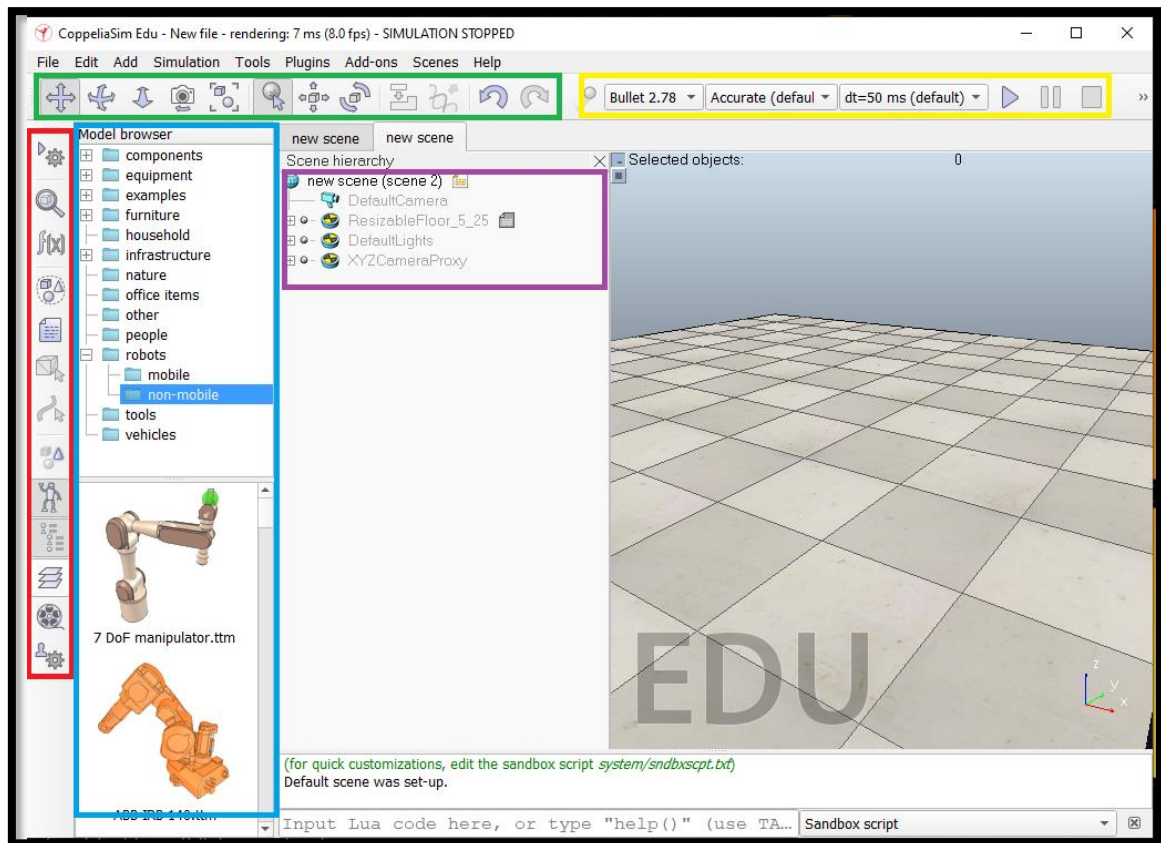 CoppeliaSim Edu - New file - rendering: 7 ms (8.0 fps) - SIMULATION STOPPED
File Edit Add Simulation Tools Plugins Add-ons Scenes Help
Bullet 2.78 Accurate (defaul dt=50 ms (default) »
Model browser
components
equipment
examples
furniture
household
infrastructure
nature
office items
other
people
robots
mobile
non-mobile
tools
vehicles
7 DoF manipulator.ttm
ABB IRB 140.ttm
f(x)
new scene new scene
Scene hierarchy
new scene (scene 2)
DefaultCamera
ResizableFloor_5_25
DefaultLights
XYZCameraProxy
Selected objects: 0
EDU
z
y
x
(for quick customizations, edit the sandbox script system/sndbxscpt.txt)
Default scene was set-up.
Input Lua code here, or type "help()" (use TA... Sandbox script